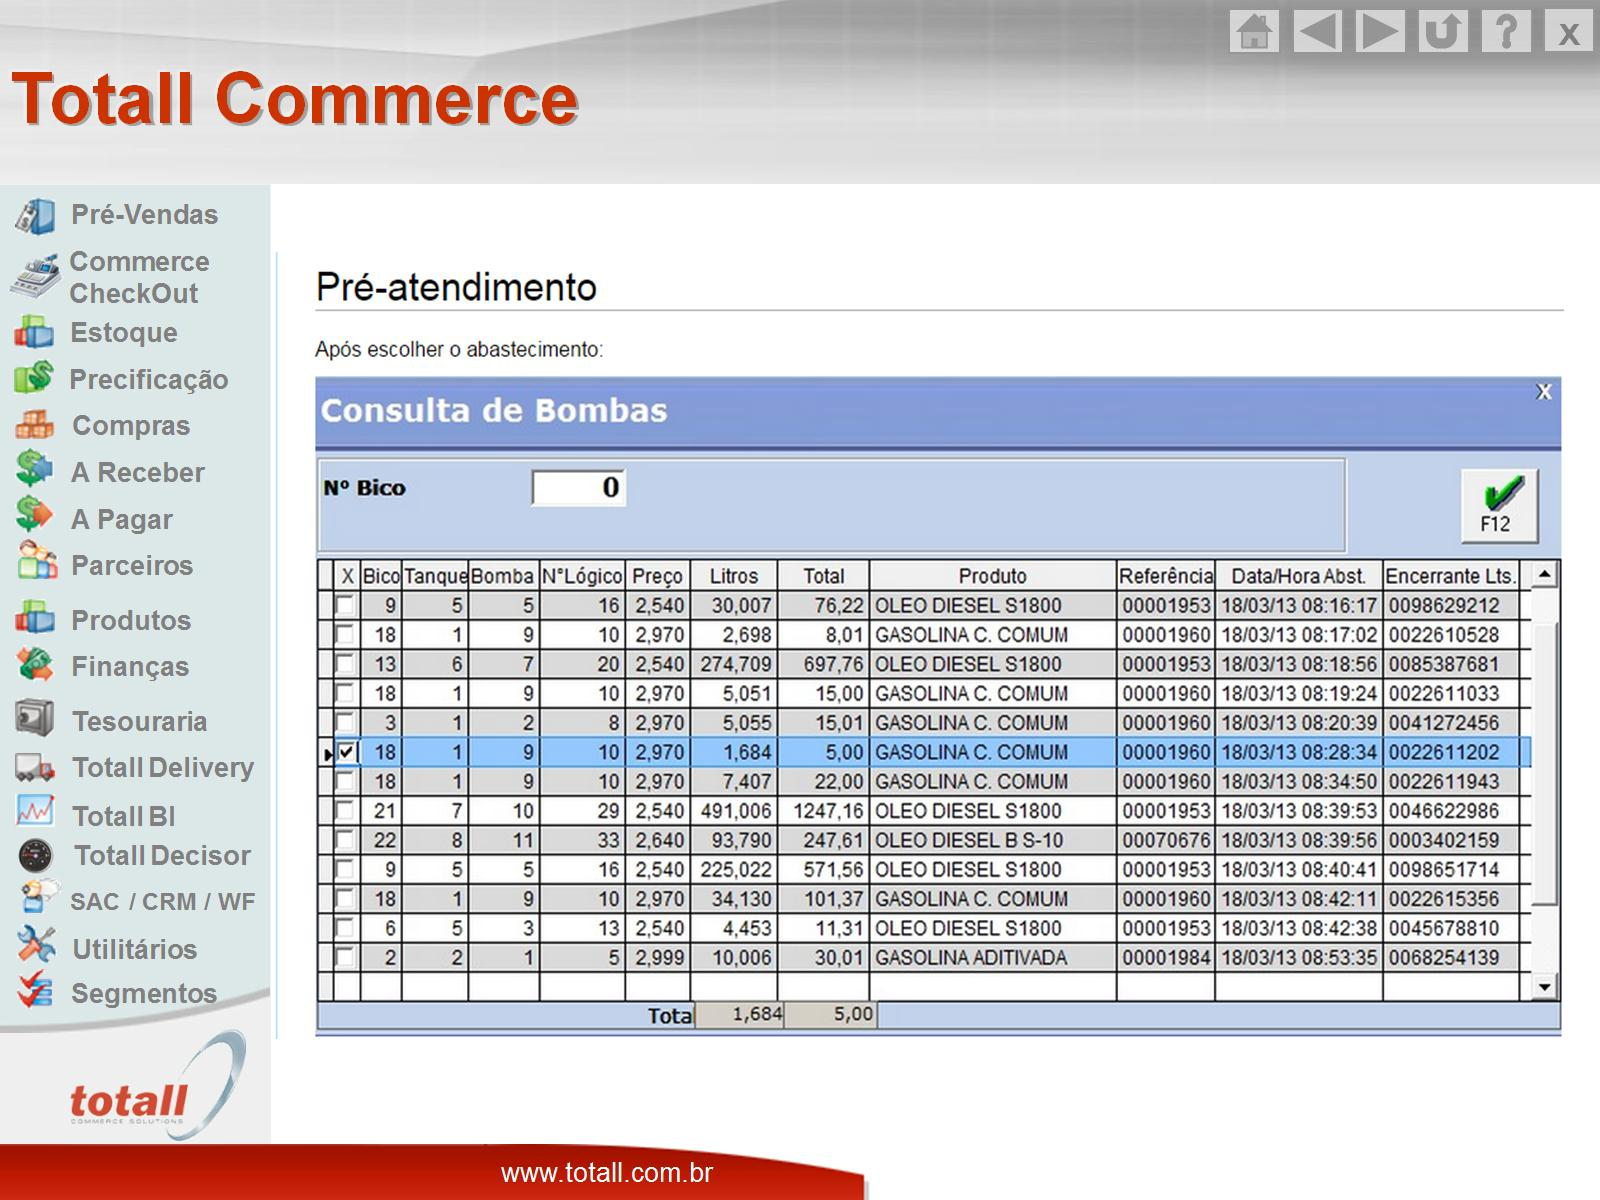 x
Totall Commerce
Pré-Vendas
Commerce
CheckOut
Estoque
Precificação
Compras
A Receber
A Pagar
Parceiros
Produtos
Finanças
Tesouraria
Totall Delivery
Totall BI
Totall Decisor
SAC / CRM / WF
Utilitários
Segmentos
totall
COMMERCE SOLUTIONS
Pré-atendimento
Após escolher o abastecimento:
Consulta de Bombas X
Nº Bico 0
F12
X Bico Tanque Bomba N°Lógico Preço Litros Total Produto Referência Data/Hora Abst. Encerrante Lts.
9 5 5 16 2,540 30,007 76,22 OLEO DIESEL S1800 00001953 18/03/13 08:16:17 0098629212
18 1 9 10 2,970 2,698 8,01 GASOLINA C. COMUM 00001960 18/03/13 08:17:02 0022610528
13 6 7 20 2,540 274,709 697,76 OLEO DIESEL S1800 00001953 18/03/13 08:18:56 0085387681
18 1 9 10 2,970 5,051 15,00 GASOLINA C. COMUM 00001960 18/03/13 08:19:24 0022611033
3 1 2 8 2,970 5,055 15,01 GASOLINA C. COMUM 00001960 18/03/13 08:20:39 0041272456
18 1 9 10 2,970 1,684 5,00 GASOLINA C. COMUM 00001960 18/03/13 08:28:34 0022611202
18 1 9 10 2,970 7,407 22,00 GASOLINA C. COMUM 00001960 18/03/13 08:34:50 0022611943
21 7 10 29 2,540 491,006 1247,16 OLEO DIESEL S1800 00001953 18/03/13 08:39:53 0046622986
22 8 11 33 2,640 93,790 247,61 OLEO DIESEL B S-10 00070676 18/03/13 08:39:56 0003402159
9 5 5 16 2,540 225,022 571,56 OLEO DIESEL S1800 00001953 18/03/13 08:40:41 0098651714
18 1 9 10 2,970 34,130 101,37 GASOLINA C. COMUM 00001960 18/03/13 08:42:11 0022615356
6 5 3 13 2,540 4,453 11,31 OLEO DIESEL S1800 00001953 18/03/13 08:42:38 0045678810
2 2 1 5 2,999 10,006 30,01 GASOLINA ADITIVADA 00001984 18/03/13 08:53:35 0068254139
Tota 1,684 5,00
www.totall.com.br